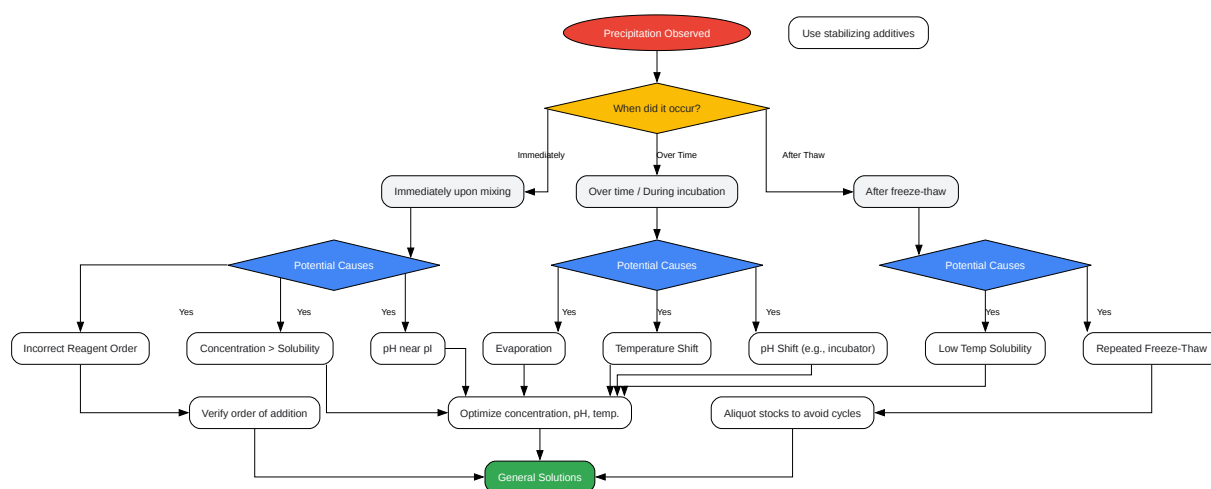 Precipitation Observed
Use stabilizing additives
When did it occur?
Immediately
Over Time
After Thaw
Immediately upon mixing
Over time / During incubation
After freeze-thaw
Potential Causes
Potential Causes
Potential Causes
Yes
Yes
Yes
Yes
Yes
Yes
Yes
Yes
Incorrect Reagent Order
Concentration > Solubility
pH near pI
Evaporation
Temperature Shift
pH Shift (e.g., incubator)
Low Temp Solubility
Repeated Freeze-Thaw
Verify order of addition
Optimize concentration, pH, temp.
Aliquot stocks to avoid cycles
General Solutions